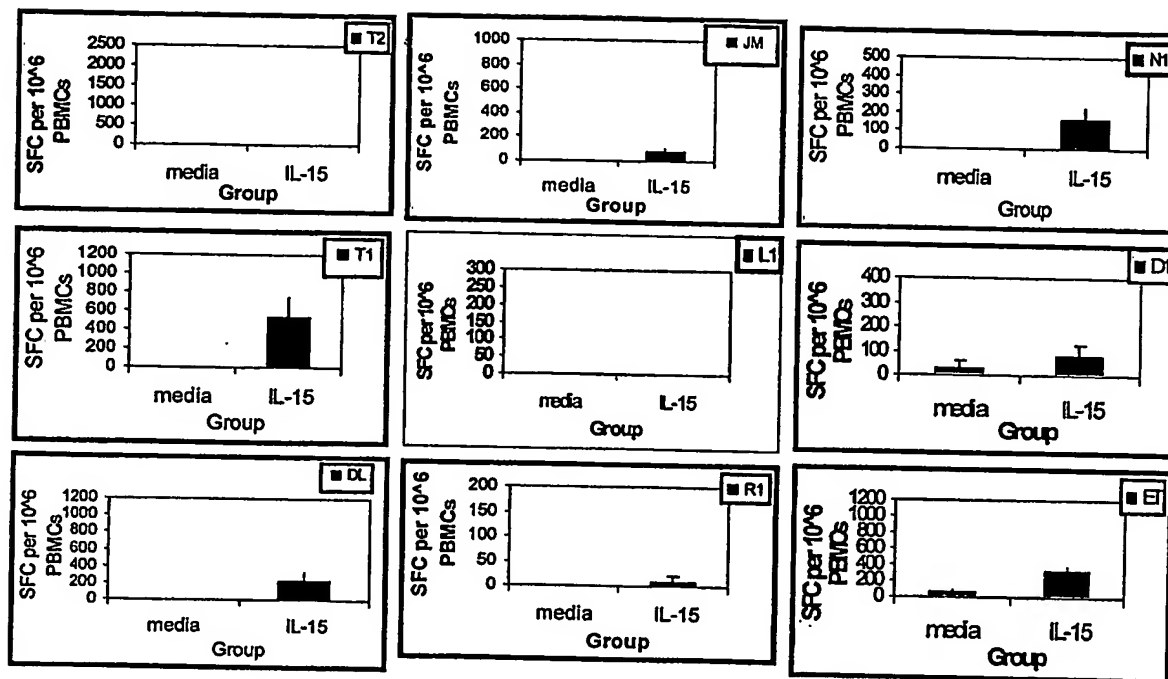 T2
SFC per 10^6
PBMCs
2500
2000
1500
1000
500
0
media IL-15
Group
JM
SFC per 10^6
PBMCs
1000
800
600
400
200
0
media IL-15
Group
N1
SFC per 10^6
PBMCs
500
400
300
200
100
0
media IL-15
Group
T1
SFC per 10^6
PBMCs
1200
1000
800
600
400
200
0
media IL-15
Group
L1
SFC per 10^6
PBMCs
300
250
200
150
100
50
0
media IL-15
Group
D1
SFC per 10^6
PBMCs
400
300
200
100
0
media IL-15
Group
DL
SFC per 10^6
PBMCs
1200
1000
800
600
400
200
0
media IL-15
Group
R1
SFC per 10^6
PBMCs
200
150
100
50
0
media IL-15
Group
ET
SFC per 10^6
PBMCs
1200
1000
800
600
400
200
0
media IL-15
Group